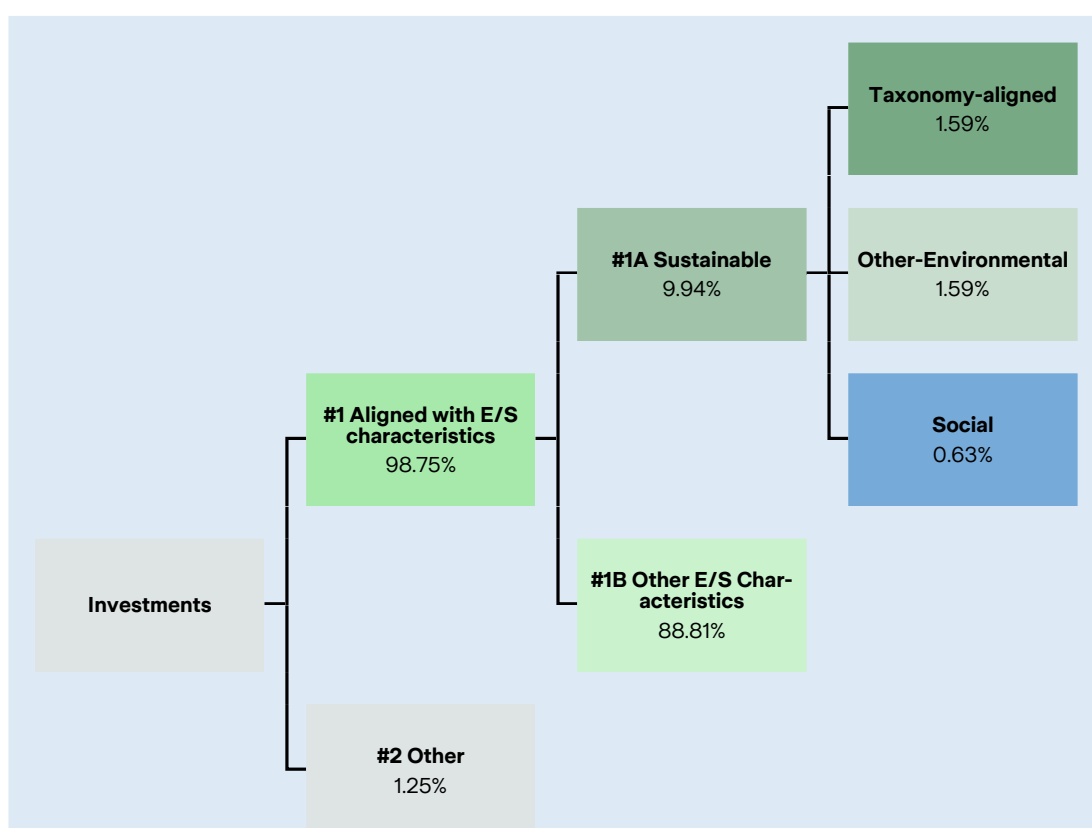 Taxonomy-aligned
1.59%
#1A Sustainable
9.94%
Other-Environmental
1.59%
#1 Aligned with E/S
characteristics
98.75%
Social
0.63%
Investments
#1B Other E/S Char-
acteristics
88.81%
#2 Other
1.25%